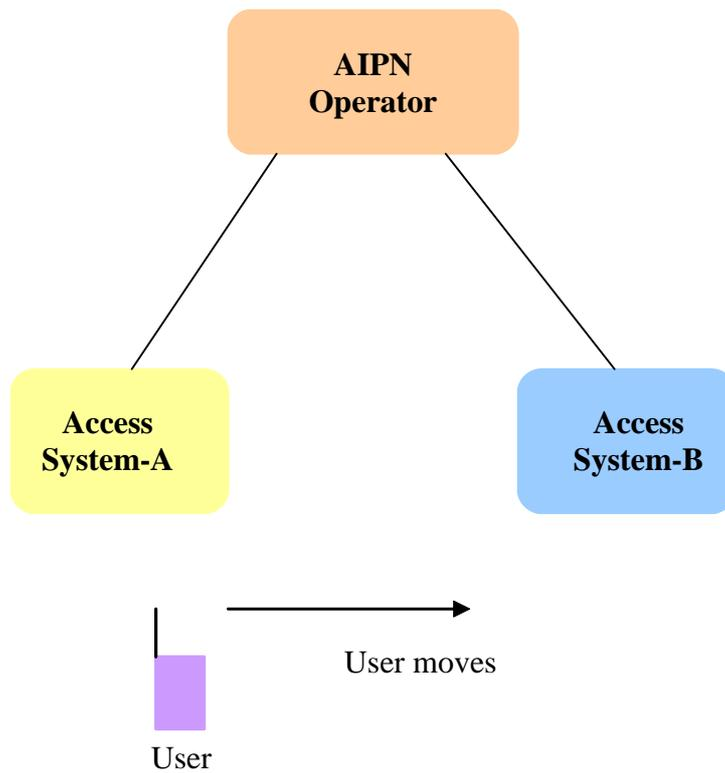 AIPN
Operator
Access
System-A
Access
System-B
User moves
User